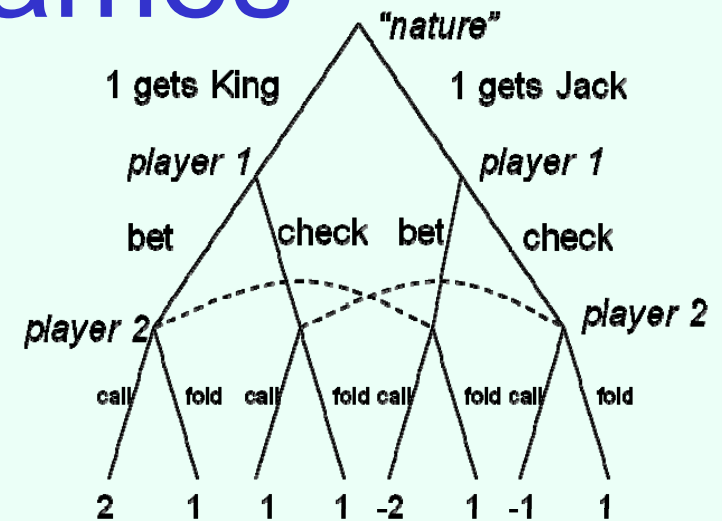 "nature"
1 gets King 1 gets Jack
player 1 player 1
bet check bet check
player 2 player 2
call fold call fold call fold call fold
2 1 1 1 -2 1 -1 1